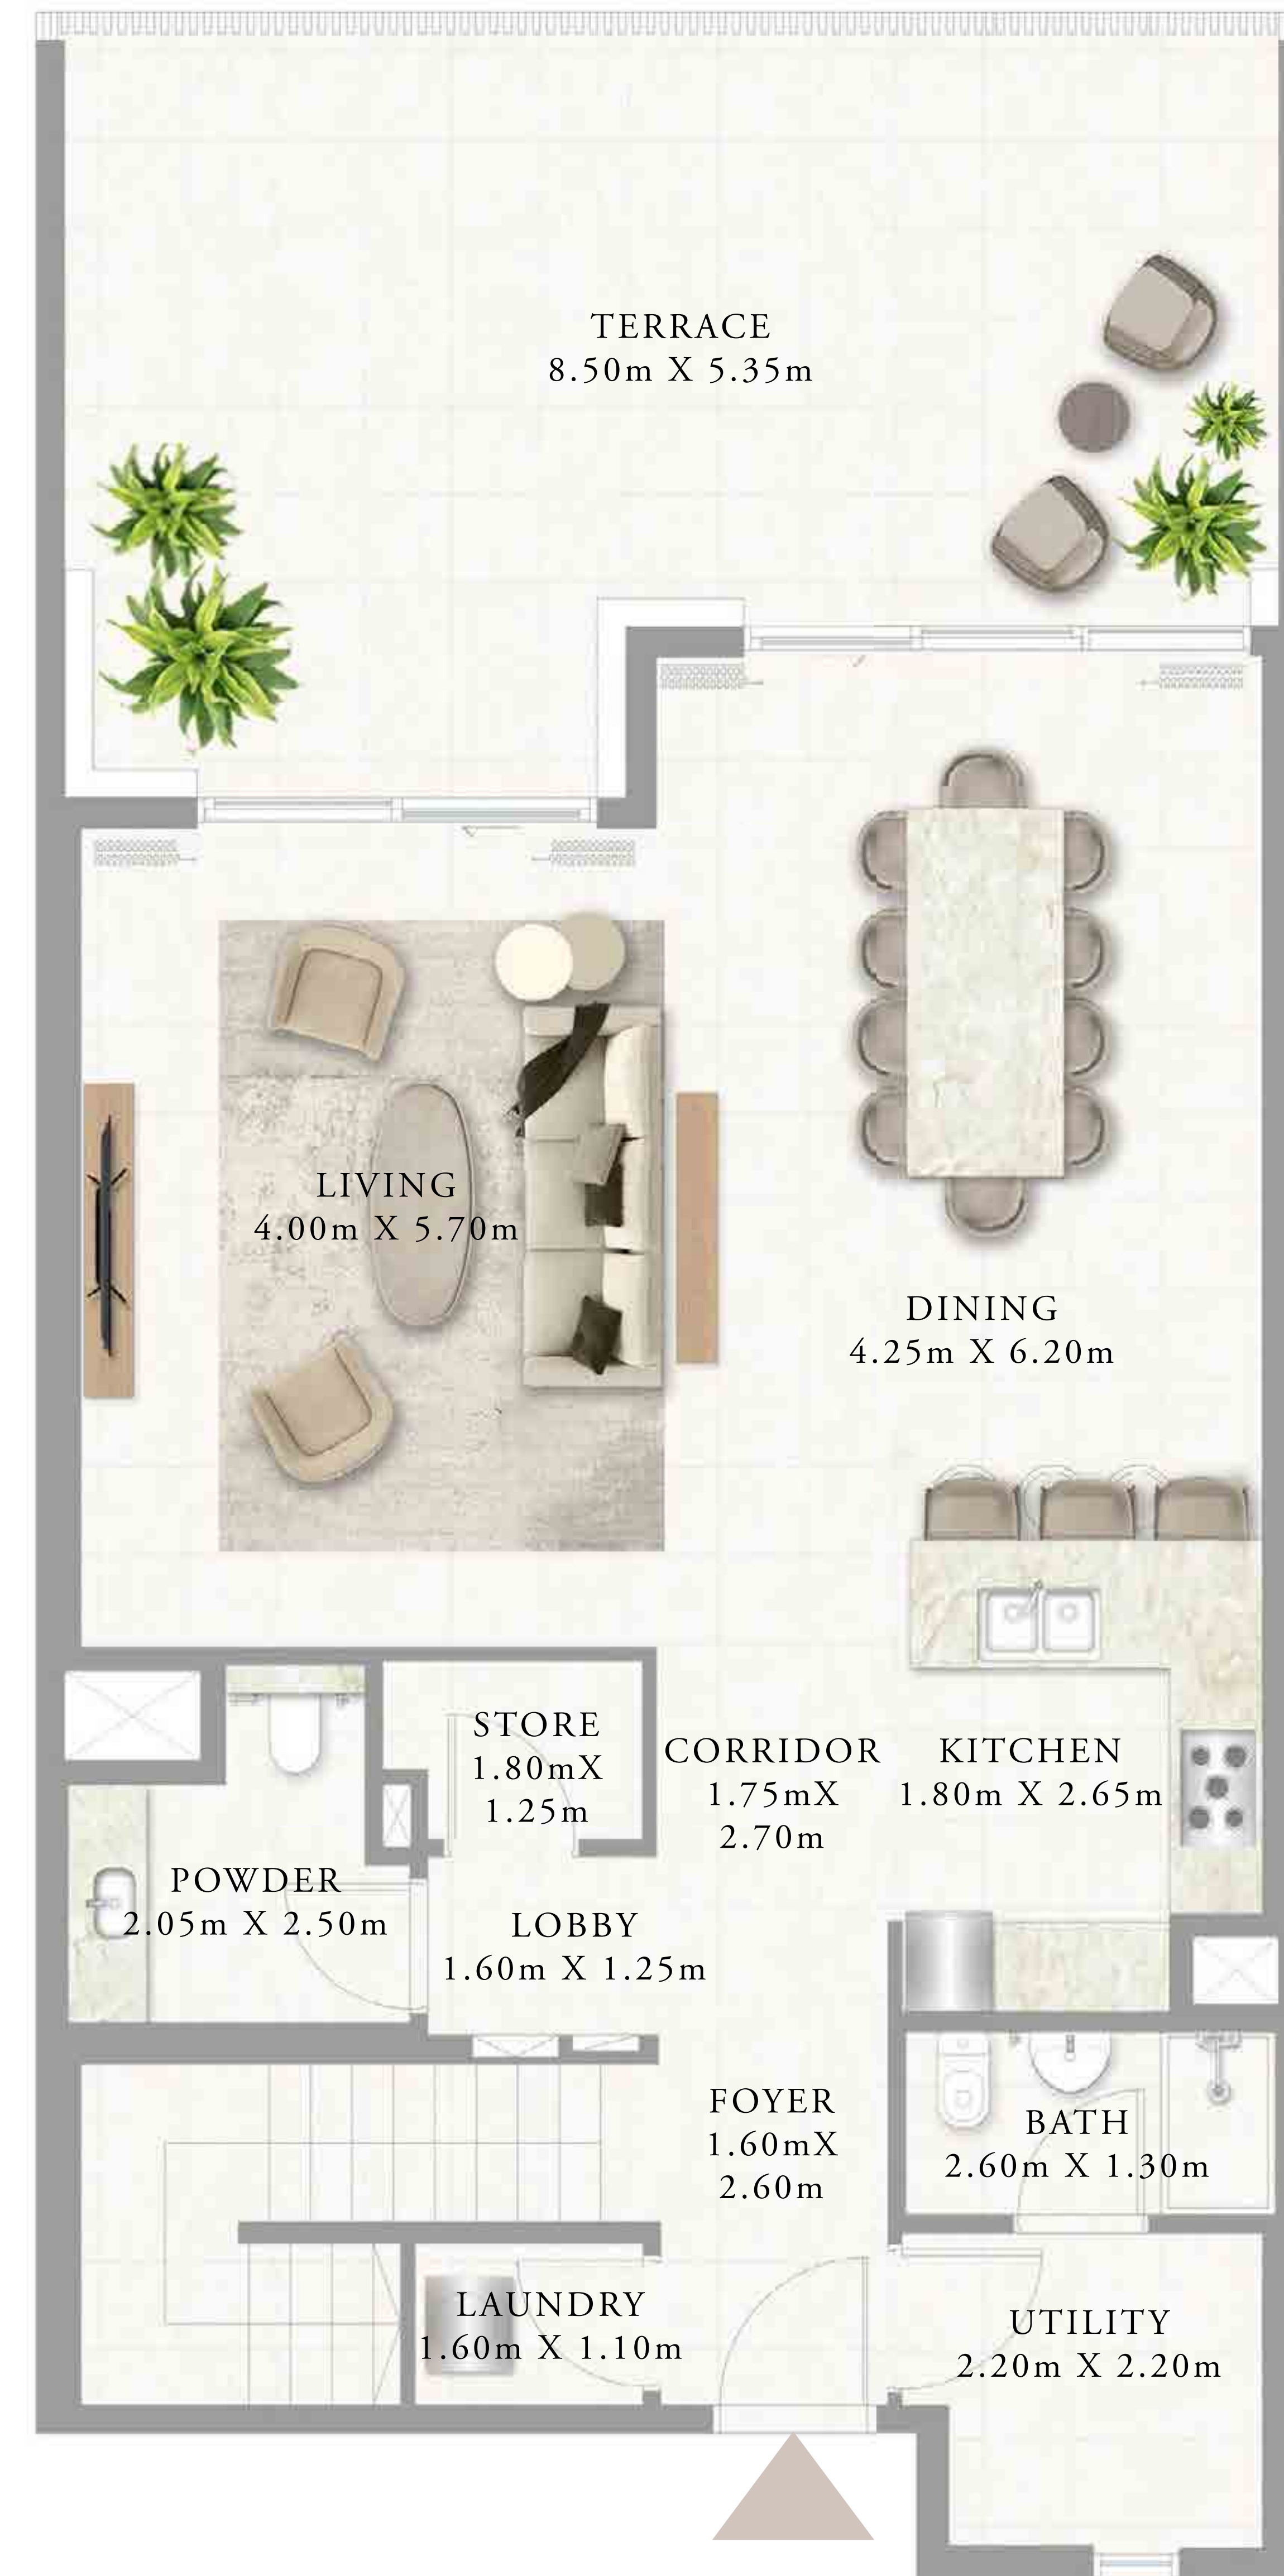 TERRACE
8.50m X 5.35m
LIVING
4.00m X 5.70m
DINING
4.25m X 6.20m
STORE
1.80mX
1.25m
CORRIDOR
1.75mX
2.70m
KITCHEN
1.80m X 2.65m
POWDER
2.05m X 2.50m
LOBBY
1.60m X 1.25m
FOYER
1.60mX
2.60m
BATH
2.60m X 1.30m
LAUNDRY
1.60m X 1.10m
UTILITY
2.20m X 2.20m